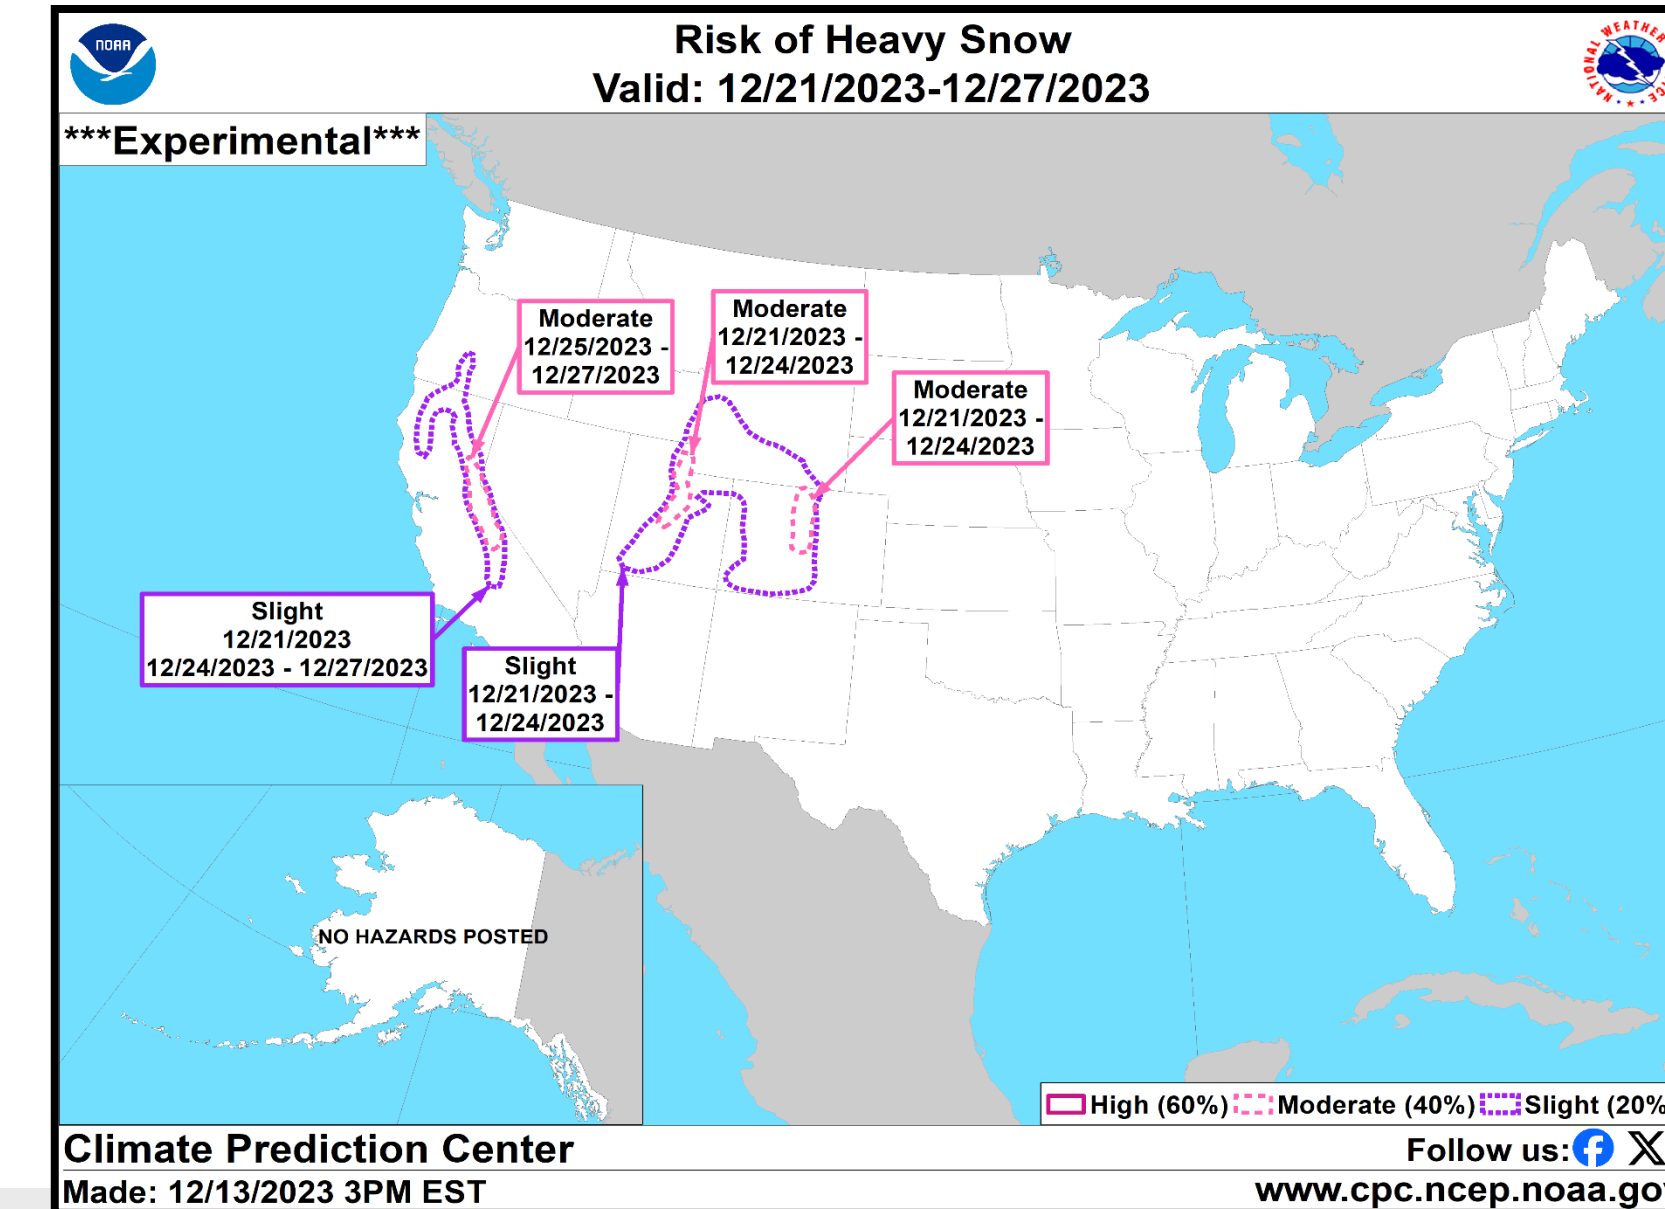 NOAA
Risk of Heavy Snow
Valid: 12/21/2023-12/27/2023
NATIONAL WEATHER
***Experimental***
Moderate
12/25/2023 -
12/27/2023
Moderate
12/21/2023 -
12/24/2023
Moderate
12/21/2023 -
12/24/2023
Slight
12/21/2023
12/24/2023 - 12/27/2023
Slight
12/21/2023 -
12/24/2023
NO HAZARDS POSTED
High (60%) Moderate (40%) Slight (20%
Climate Prediction Center
Follow us:
Made: 12/13/2023 3PM EST
www.cpc.ncep.noaa.gov